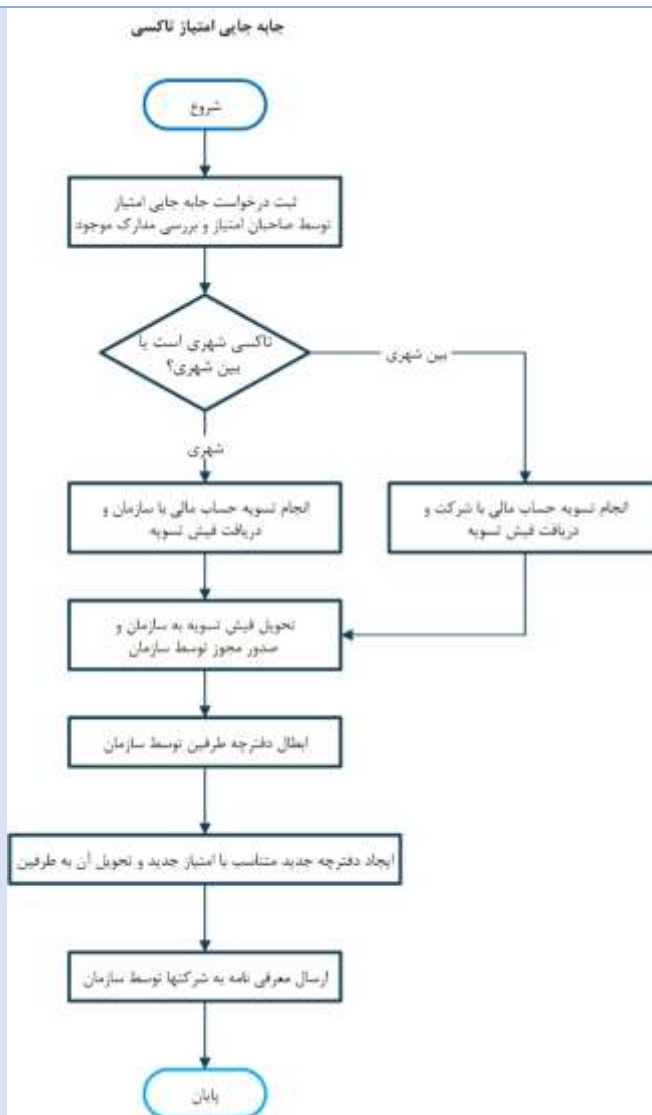 جابه جایی امتیاز تاکسی
شروع
ثبت درخواست جابه جایی امتیاز
توسط صاحبان امتیاز و بررسی مدارک موجود
تاکسی شهری است یا
بین شهری؟
بین شهری
شهری
انجام تسویه حساب مالی با سازمان و
دریافت فیش تسویه
انجام تسویه حساب مالی با شرکت و
دریافت فیش تسویه
تحویل فیش تسویه به سازمان و
صدور مجوز توسط سازمان
ابطال دفترچه طرفین توسط سازمان
ایجاد دفترچه جدید متناسب با امتیاز جدید و تحویل آن به طرفین
ارسال معرفی نامه به شرکتها توسط سازمان
پایان